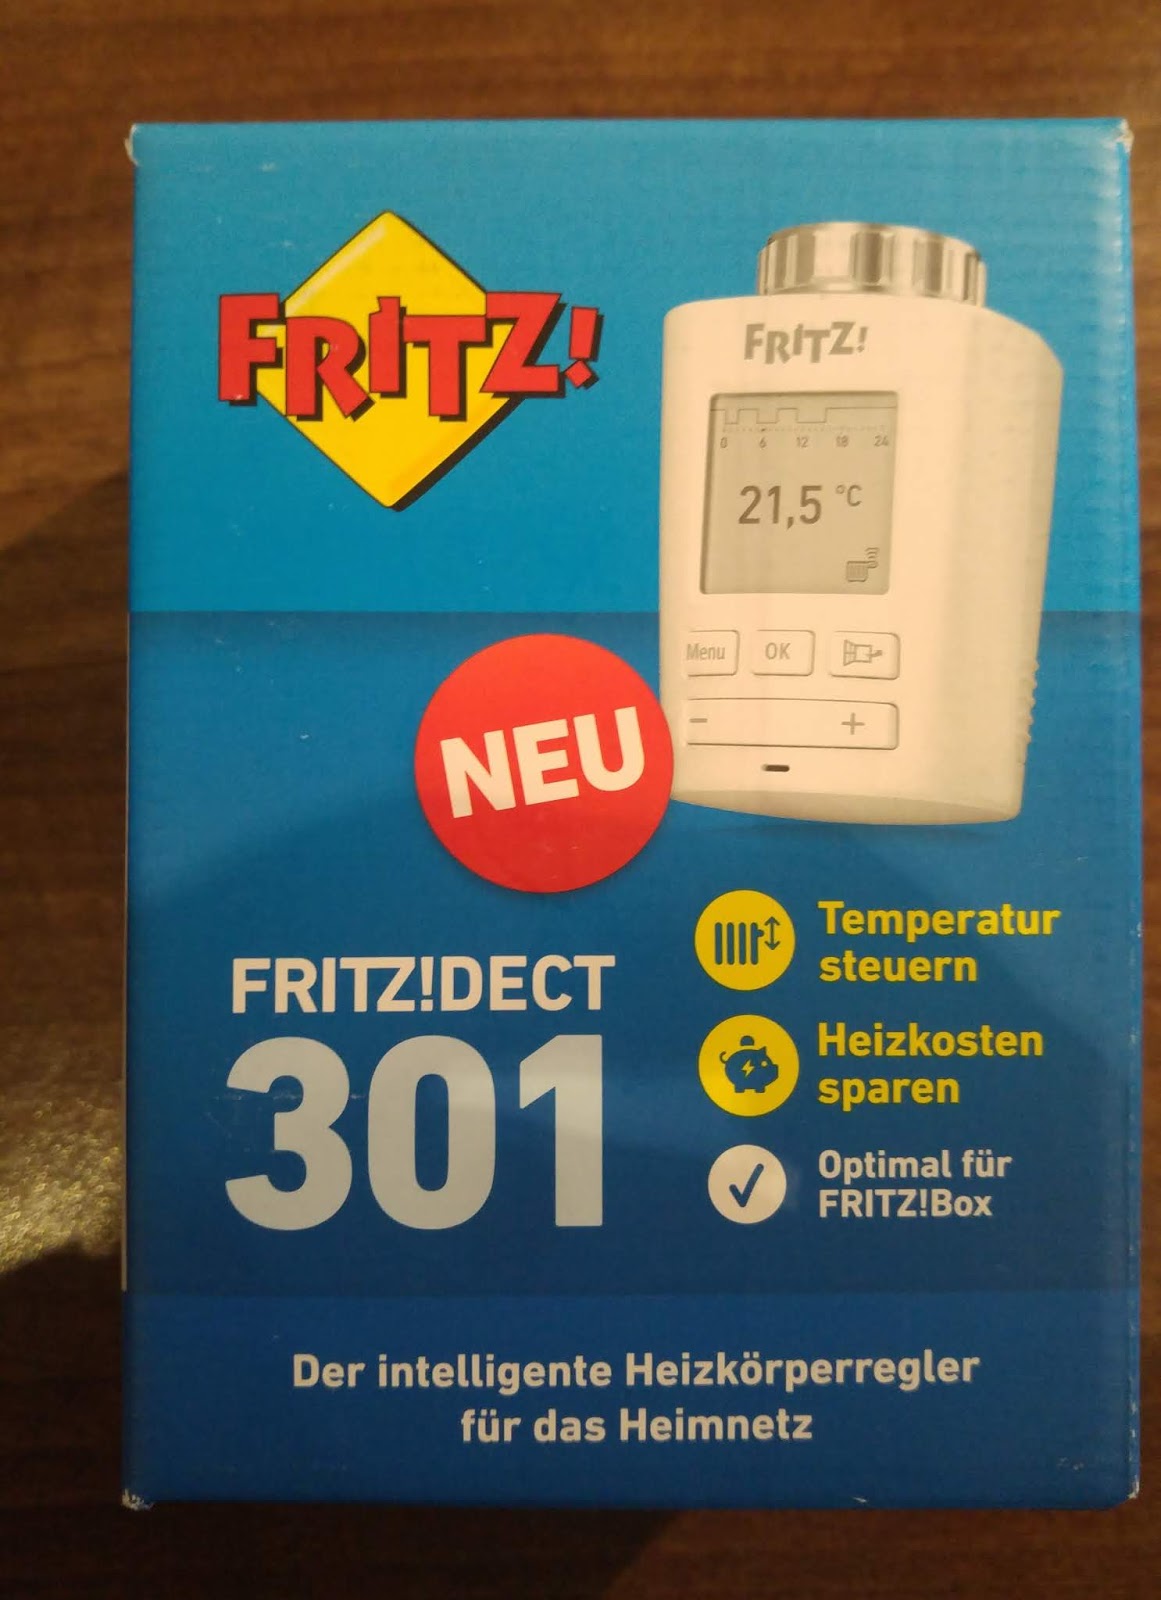 FRITZ!
FRITZ!
0 6 12 18 24
21,5 °C
Menu OK
− +
NEU
FRITZ!DECT
301
Temperatur
steuern
Heizkosten
sparen
Optimal für
FRITZ!Box
Der intelligente Heizkörperregler
für das Heimnetz